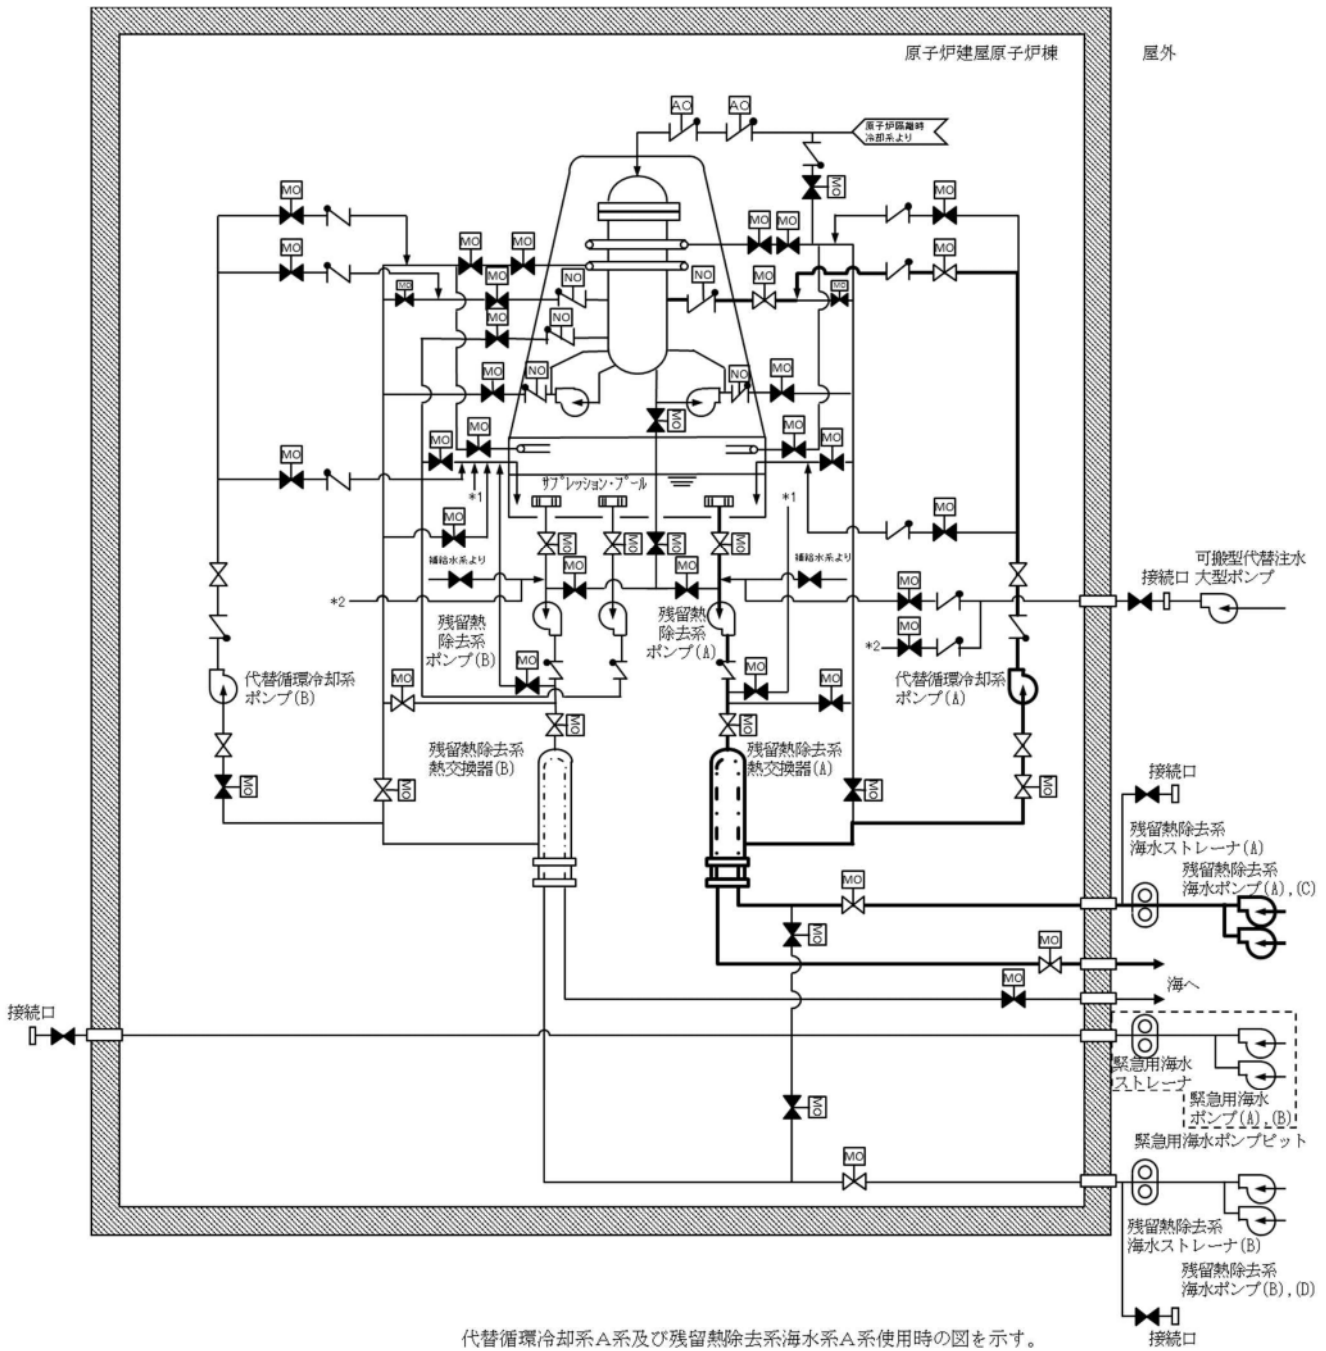 原子炉建屋原子炉棟
屋外
AO
AO
原子炉隔離時
冷却系より
MO
MO
MO
MO
MO
MO
MO
MO
MO
MO
MO
MO
NO
NO
MO
MO
MO
NO
MO
NO
NO
MO
MO
MO
MO
MO
MO
MO
サプレッション・プール
*1
*1
MO
MO
MO
MO
MO
MO
MO
補給水系より
補給水系より
MO
MO
MO
*2
接続口
可搬型代替注水
大型ポンプ
残留熱
除去系
ポンプ(B)
残留熱
除去系
ポンプ(A)
MO
*2
代替循環冷却系
ポンプ(B)
代替循環冷却系
ポンプ(A)
MO
MO
MO
MO
MO
MO
残留熱除去系
熱交換器(B)
残留熱除去系
熱交換器(A)
MO
MO
MO
MO
接続口
残留熱除去系
海水ストレーナ(A)
残留熱除去系
海水ポンプ(A),(C)
MO
MO
MO
MO
海へ
接続口
緊急用海水
ストレーナ
緊急用海水
ポンプ(A),(B)
緊急用海水ポンプピット
MO
MO
残留熱除去系
海水ストレーナ(B)
残留熱除去系
海水ポンプ(B),(D)
接続口
代替循環冷却系A系及び残留熱除去系海水系A系使用時の図を示す。